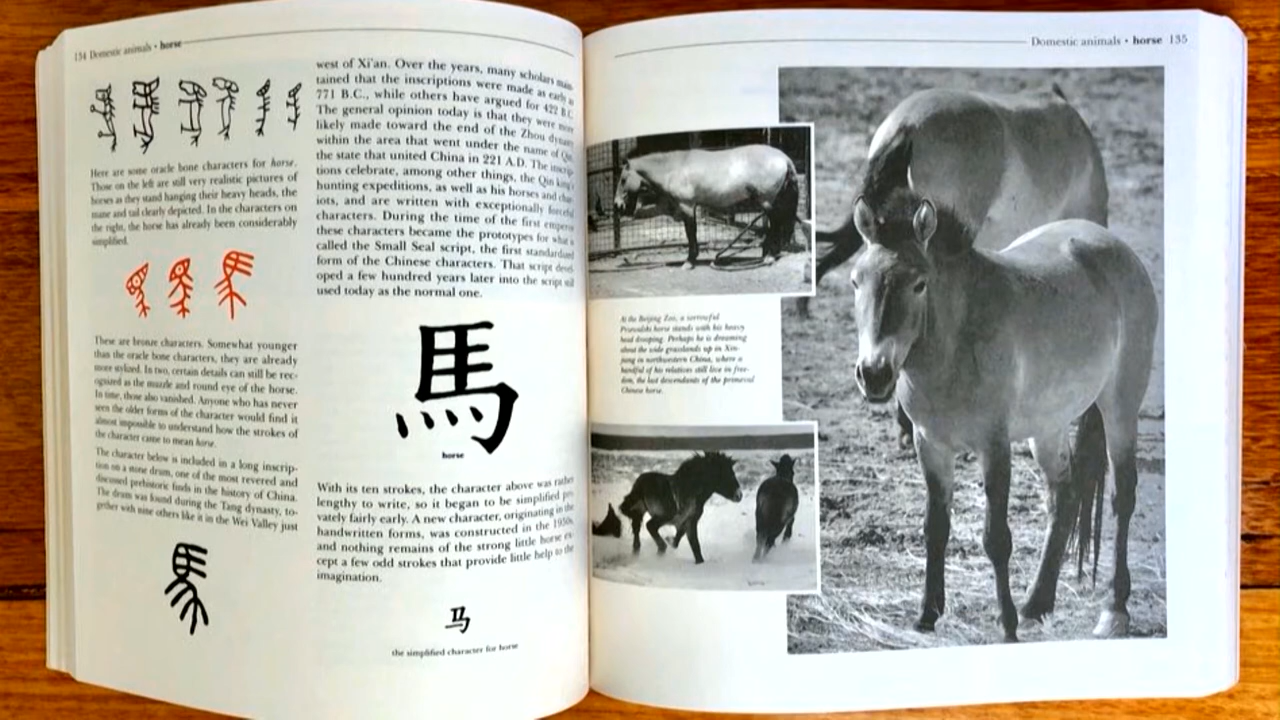 134 Domestic animals • horse
Here are some oracle bone characters for horse.
Those on the left are still very realistic pictures of
horses as they stand hanging their heavy heads, the
mane and tail clearly depicted. In the characters on
the right, the horse has already been considerably
simplified.
These are bronze characters. Somewhat younger
than the oracle bone characters, they are already
more stylized. In two, certain details can still be rec-
ognized as the muzzle and round eye of the horse.
In time, those also vanished. Anyone who has never
seen the older forms of the character would find it
almost impossible to understand how the strokes of
the character came to mean horse.
The character below is included in a long inscrip-
tion on a stone drum, one of the most revered and
discussed prehistoric finds in the history of China.
The drum was found during the Tang dynasty, to-
gether with nine others like it in the Wei Valley just
west of Xi'an. Over the years, many scholars main-
tained that the inscriptions were made as early as
771 B.C., while others have argued for 422 B.C.
The general opinion today is that they were more
likely made toward the end of the Zhou dynasty
within the area that went under the name of Qin,
the state that united China in 221 A.D. The inscrip-
tions celebrate, among other things, the Qin king's
hunting expeditions, as well as his horses and char-
iots, and are written with exceptionally forceful
characters. During the time of the first emperor
these characters became the prototypes for what is
called the Small Seal script, the first standardized
form of the Chinese characters. That script devel-
oped a few hundred years later into the script still
used today as the normal one.
馬
horse
With its ten strokes, the character above was rather
lengthy to write, so it began to be simplified pri-
vately fairly early. A new character, originating in the
handwritten forms, was constructed in the 1950s,
and nothing remains of the strong little horse ex-
cept a few odd strokes that provide little help to the
imagination.
马
the simplified character for horse
Domestic animals • horse 135
At the Beijing Zoo, a sorrowful
Przewalski horse stands with his heavy
head drooping. Perhaps he is dreaming
about the wide grasslands up in Xin-
jiang in northwestern China, where a
handful of his relatives still live in free-
dom, the last descendants of the primeval
Chinese horse.